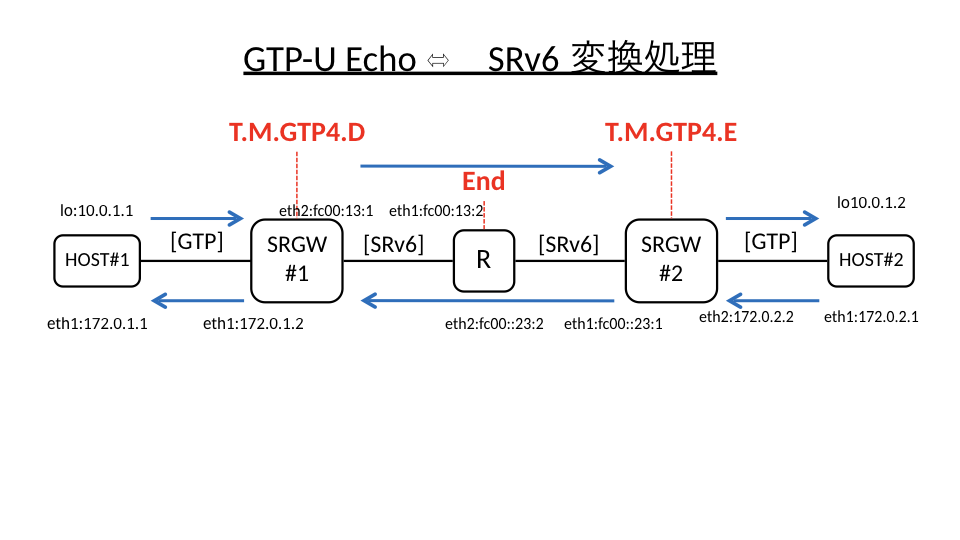 GTP-U Echo ⬄ SRv6 変換処理
T.M.GTP4.D
T.M.GTP4.E
End
lo:10.0.1.1
eth2:fc00:13:1
eth1:fc00:13:2
lo10.0.1.2
HOST#1
[GTP]
SRGW
#1
[SRv6]
R
[SRv6]
SRGW
#2
[GTP]
HOST#2
eth1:172.0.1.1
eth1:172.0.1.2
eth2:fc00::23:2
eth1:fc00::23:1
eth2:172.0.2.2
eth1:172.0.2.1